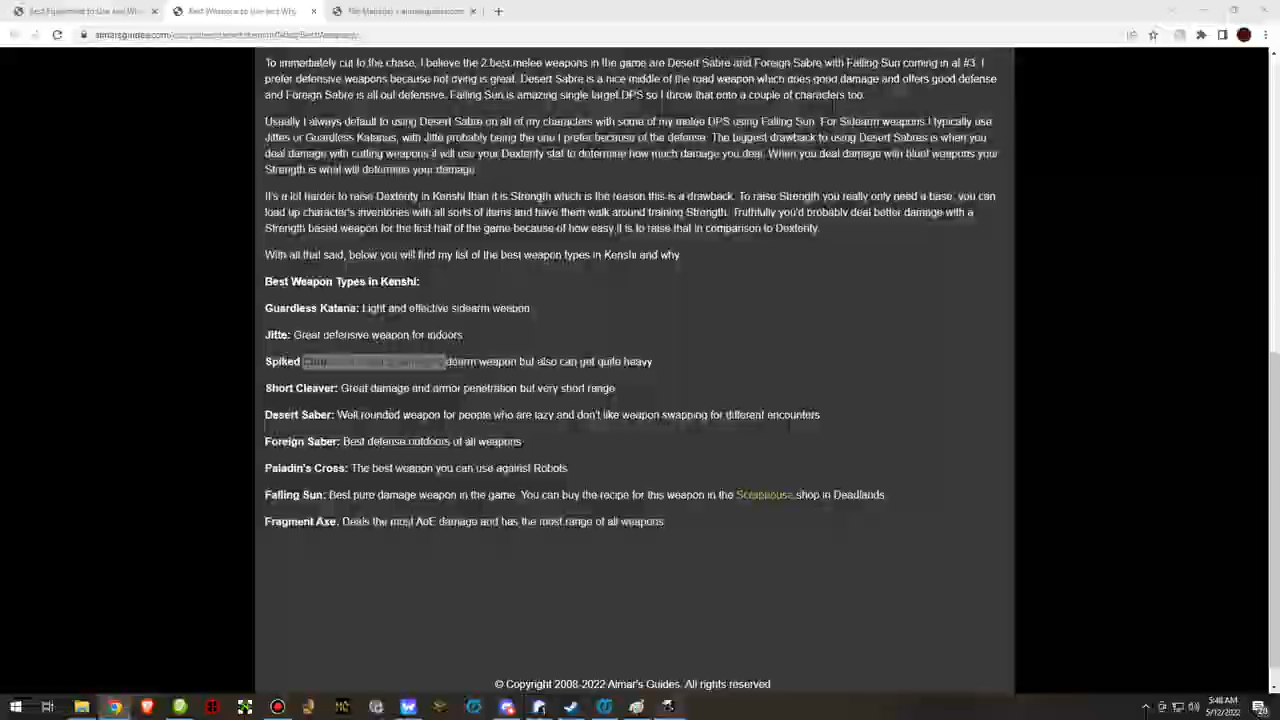 Best Equipment to Use and Wh
Best Weapons to Use and Why
File Manager - almarsguides.com
almarsguides.com/
To immediately cut to the chase, I believe the 2 best melee weapons in the game are Desert Sabre and Foreign Sabre with Falling Sun coming in at #3. I
prefer defensive weapons because not dying is great. Desert Sabre is a nice middle of the road weapon which does good damage and offers good defense
and Foreign Sabre is all out defensive. Falling Sun is amazing single target DPS so I throw that onto a couple of characters too.
Usually I always default to using Desert Sabre on all of my characters with some of my melee DPS using Falling Sun. For Sidearm weapons I typically use
Jittes or Guardless Katanas, with Jitte probably being the one I prefer because of the defense. The biggest drawback to using Desert Sabres is when you
deal damage with cutting weapons it will use your Dexterity stat to determine how much damage you deal. When you deal damage with blunt weapons your
Strength is what will determine your damage.
It's a lot harder to raise Dexterity in Kenshi than it is Strength which is the reason this is a drawback. To raise Strength you really only need a base, you can
load up character's inventories with all sorts of items and have them walk around training Strength. Truthfully you'd probably deal better damage with a
Strength based weapon for the first half of the game because of how easy it is to raise that in comparison to Dexterity.
With all that said, below you will find my list of the best weapon types in Kenshi and why.
Best Weapon Types in Kenshi:
Guardless Katana: Light and effective sidearm weapon
Jitte: Great defensive weapon for indoors
Spiked weapon but also can get quite heavy
Short Cleaver: Great damage and armor penetration but very short range
Desert Saber: Well rounded weapon for people who are lazy and don't like weapon swapping for different encounters
Foreign Saber: Best defense outdoors of all weapons
Paladin's Cross: The best weapon you can use against Robots
Falling Sun: Best pure damage weapon in the game. You can buy the recipe for this weapon in the Scraphouse shop in Deadlands.
Fragment Axe: Deals the most AoE damage and has the most range of all weapons
© Copyright 2008-2022 Almar's Guides. All rights reserved
5:48 AM
5/12/2022